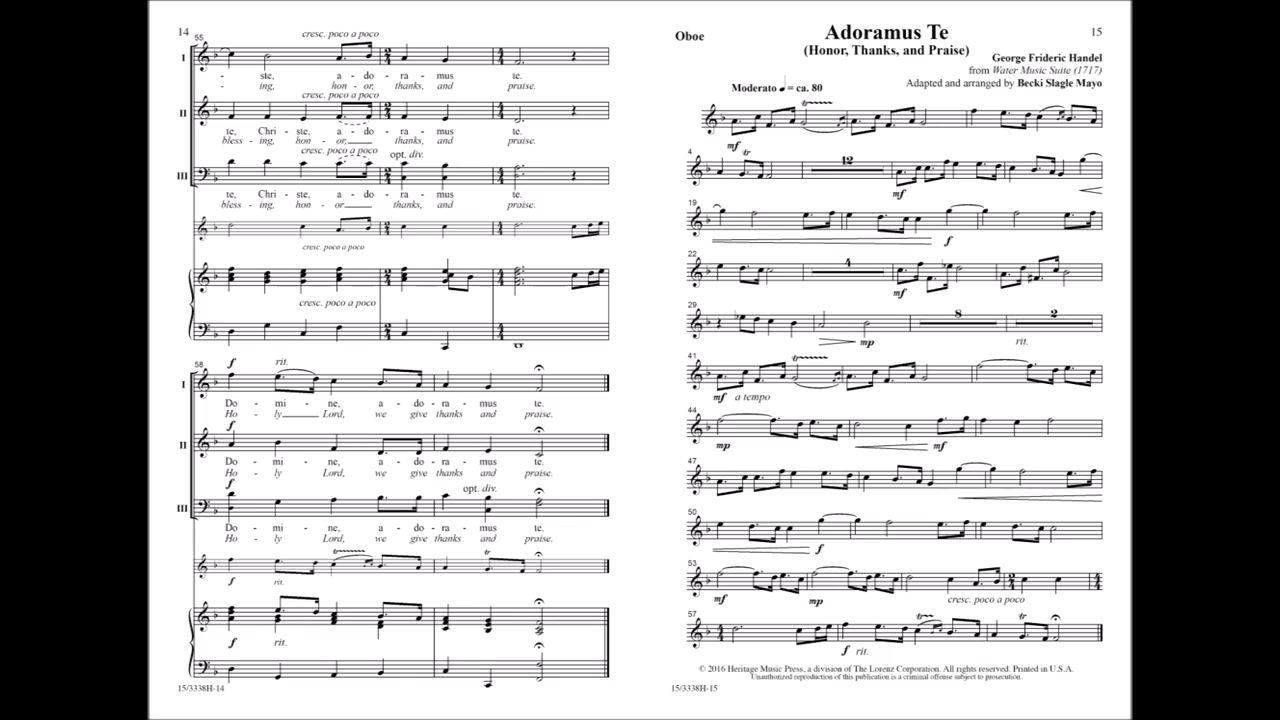 14
55
cresc. poco a poco
I
ste, a - do - ra - mus te.
ing, hon - or, thanks, and praise.
cresc. poco a poco
II
te, Chri - ste, a - do - ra - mus te.
bless - ing, hon - or, thanks, and praise.
cresc. poco a poco opt. div.
III
te, Chri - ste, a - do - ra - mus te.
bless - ing, hon - or thanks, and praise.
cresc. poco a poco
cresc. poco a poco
58
f rit.
I
Do - mi - ne, a - do - ra - mus te.
Ho - ly Lord, we give thanks and praise.
f
II
Do - mi - ne, a - do - ra - mus te.
Ho - ly Lord, we give thanks and praise.
f opt. div.
III
Do - mi - ne, a - do - ra - mus te.
Ho - ly Lord, we give thanks and praise.
tr
f rit.
f rit.
15/3338H-14
Oboe
Adoramus Te
15
(Honor, Thanks, and Praise)
George Frideric Handel
from Water Music Suite (1717)
Adapted and arranged by Becki Slagle Mayo
Moderato ♩ = ca. 80
tr
mf
4 tr 12
mf
19
f
22 4
mf
29 8 2
mp rit.
41 tr
mf a tempo
44
mp mf
47
50
f
53
mf mp cresc. poco a poco
57 tr tr
f rit.
© 2016 Heritage Music Press, a division of The Lorenz Corporation. All rights reserved. Printed in U.S.A.
Unauthorized reproduction of this publication is a criminal offense subject to prosecution.
15/3338H-15